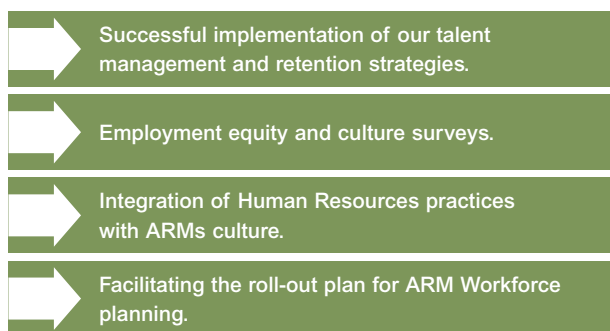 Successful implementation of our talent
management and retention strategies.
Employment equity and culture surveys.
Integration of Human Resources practices
with ARMs culture.
Facilitating the roll-out plan for ARM Workforce
planning.